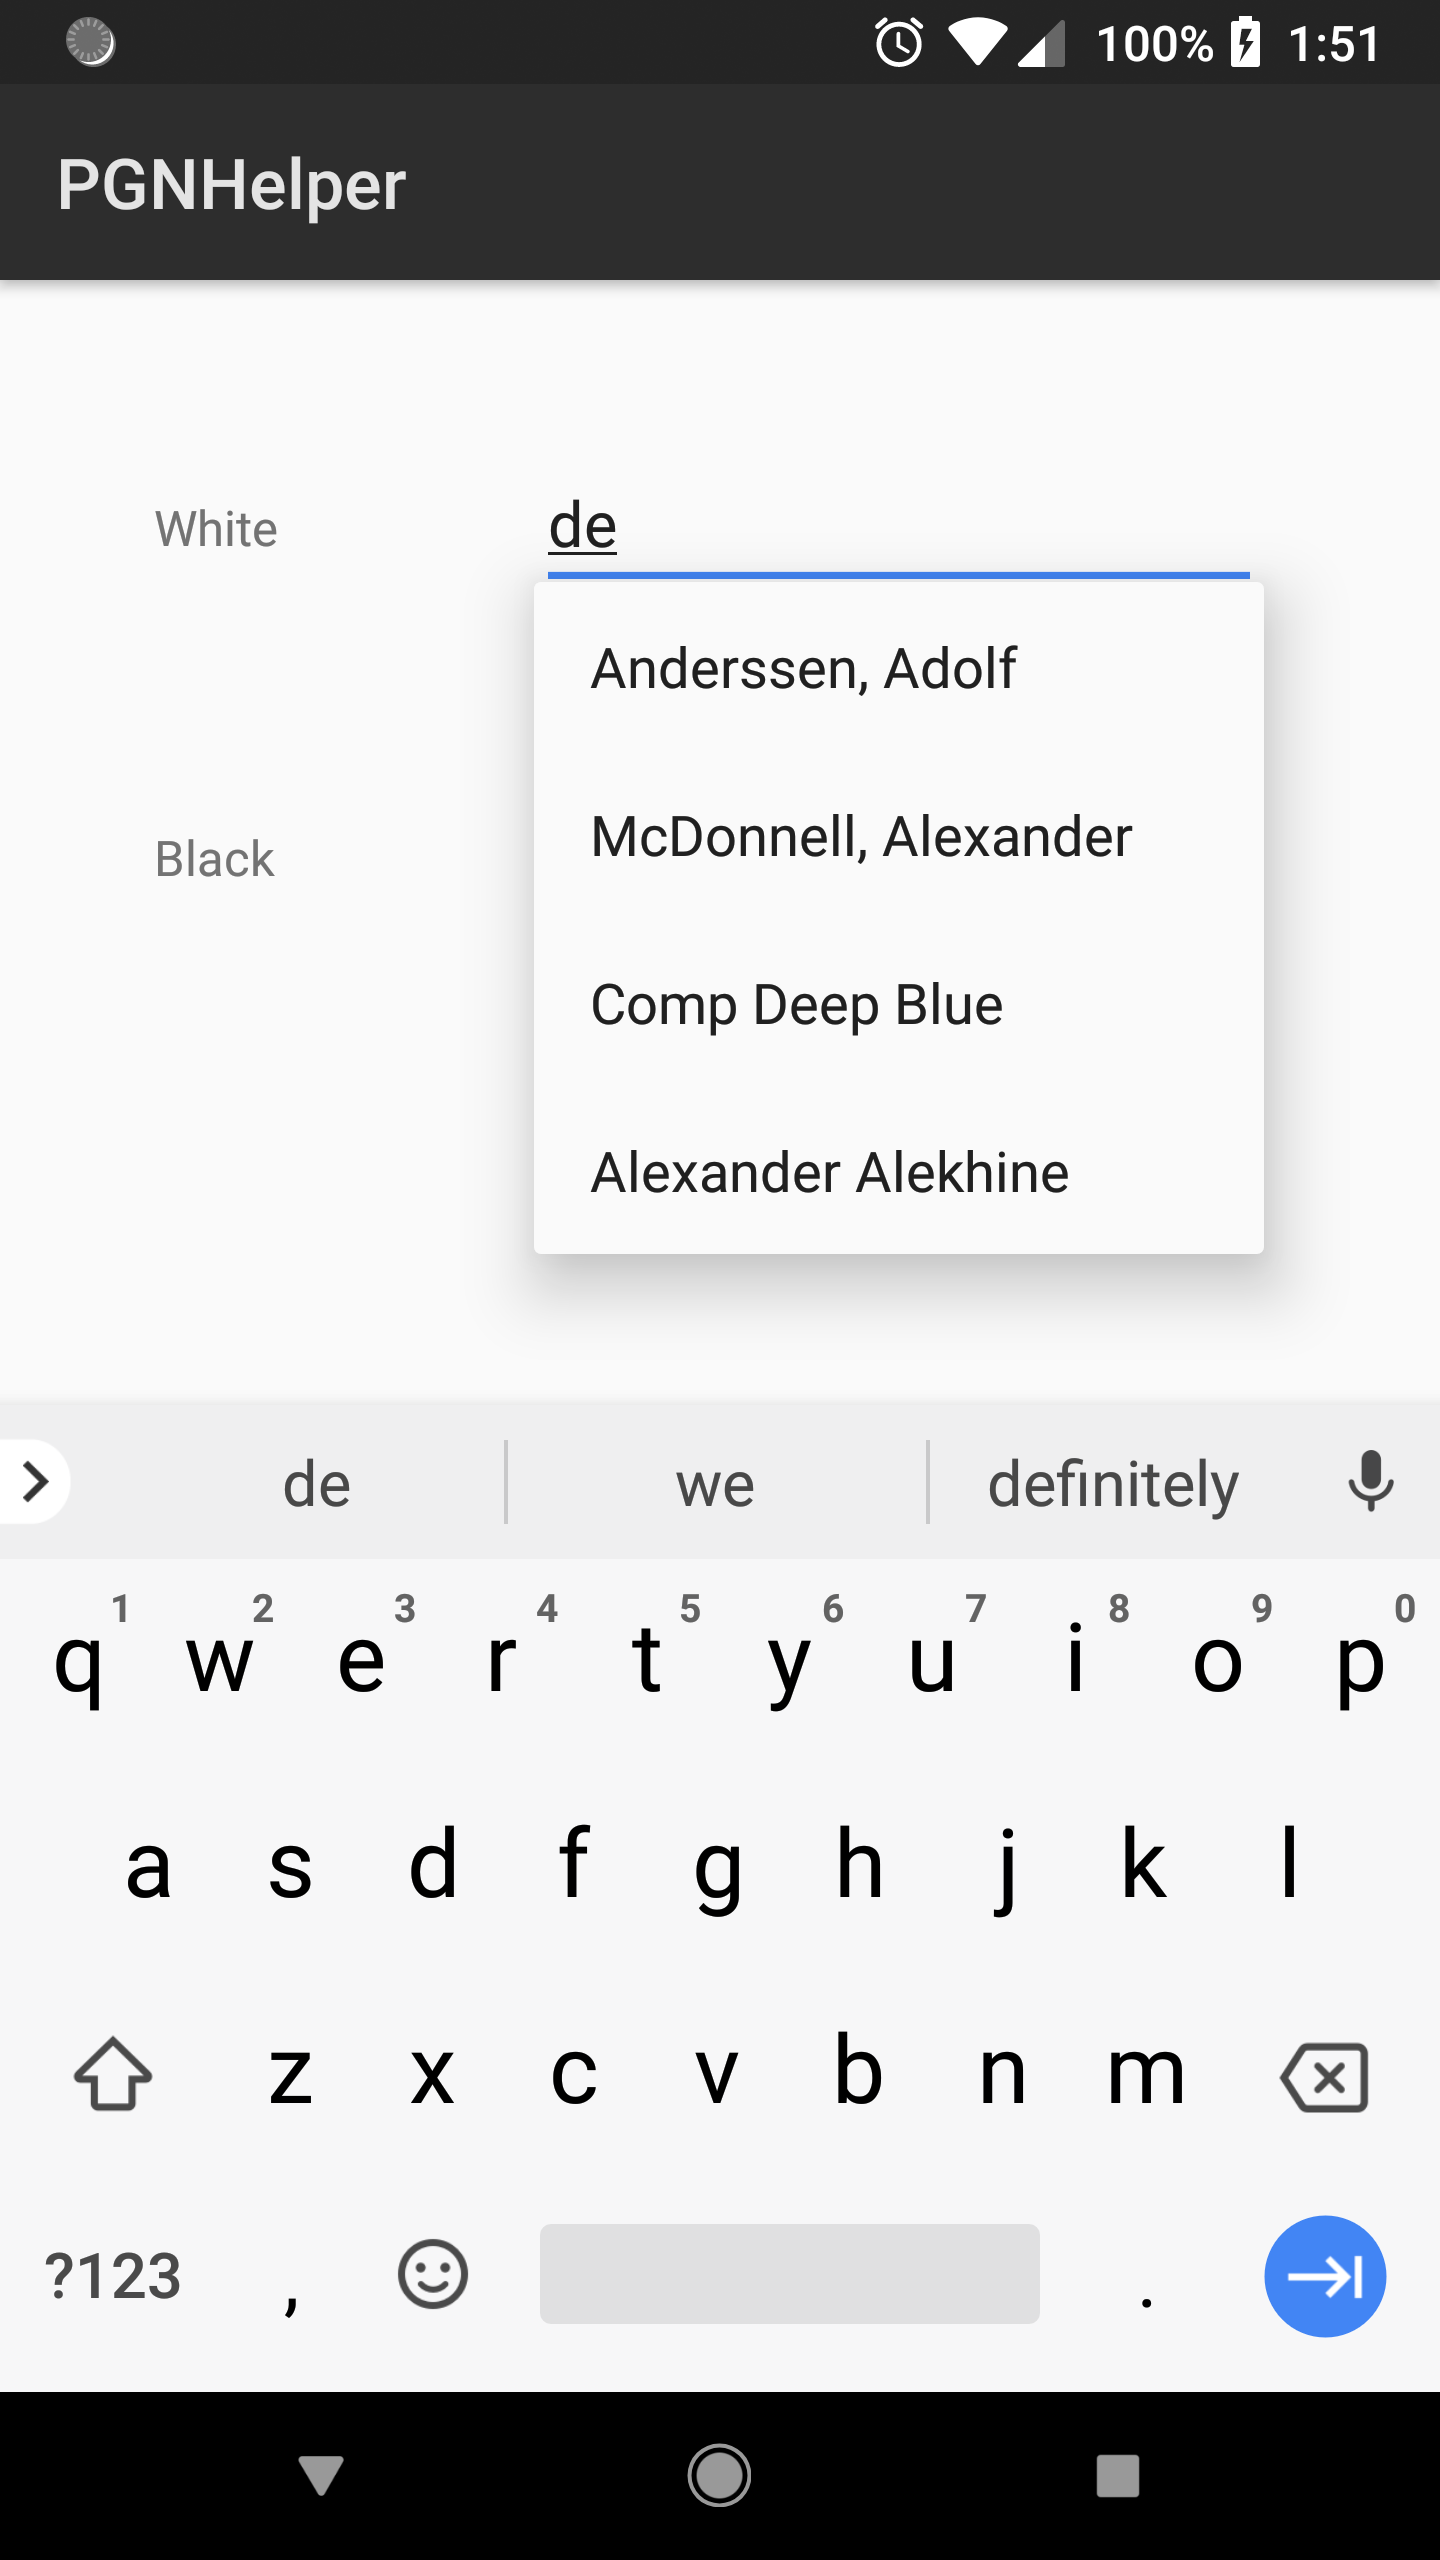 100% 1:51
PGNHelper
White de
Anderssen, Adolf
McDonnell, Alexander
Black
Comp Deep Blue
Alexander Alekhine
de we definitely
1 2 3 4 5 6 7 8 9 0
q w e r t y u i o p
a s d f g h j k l
z x c v b n m
?123 , .